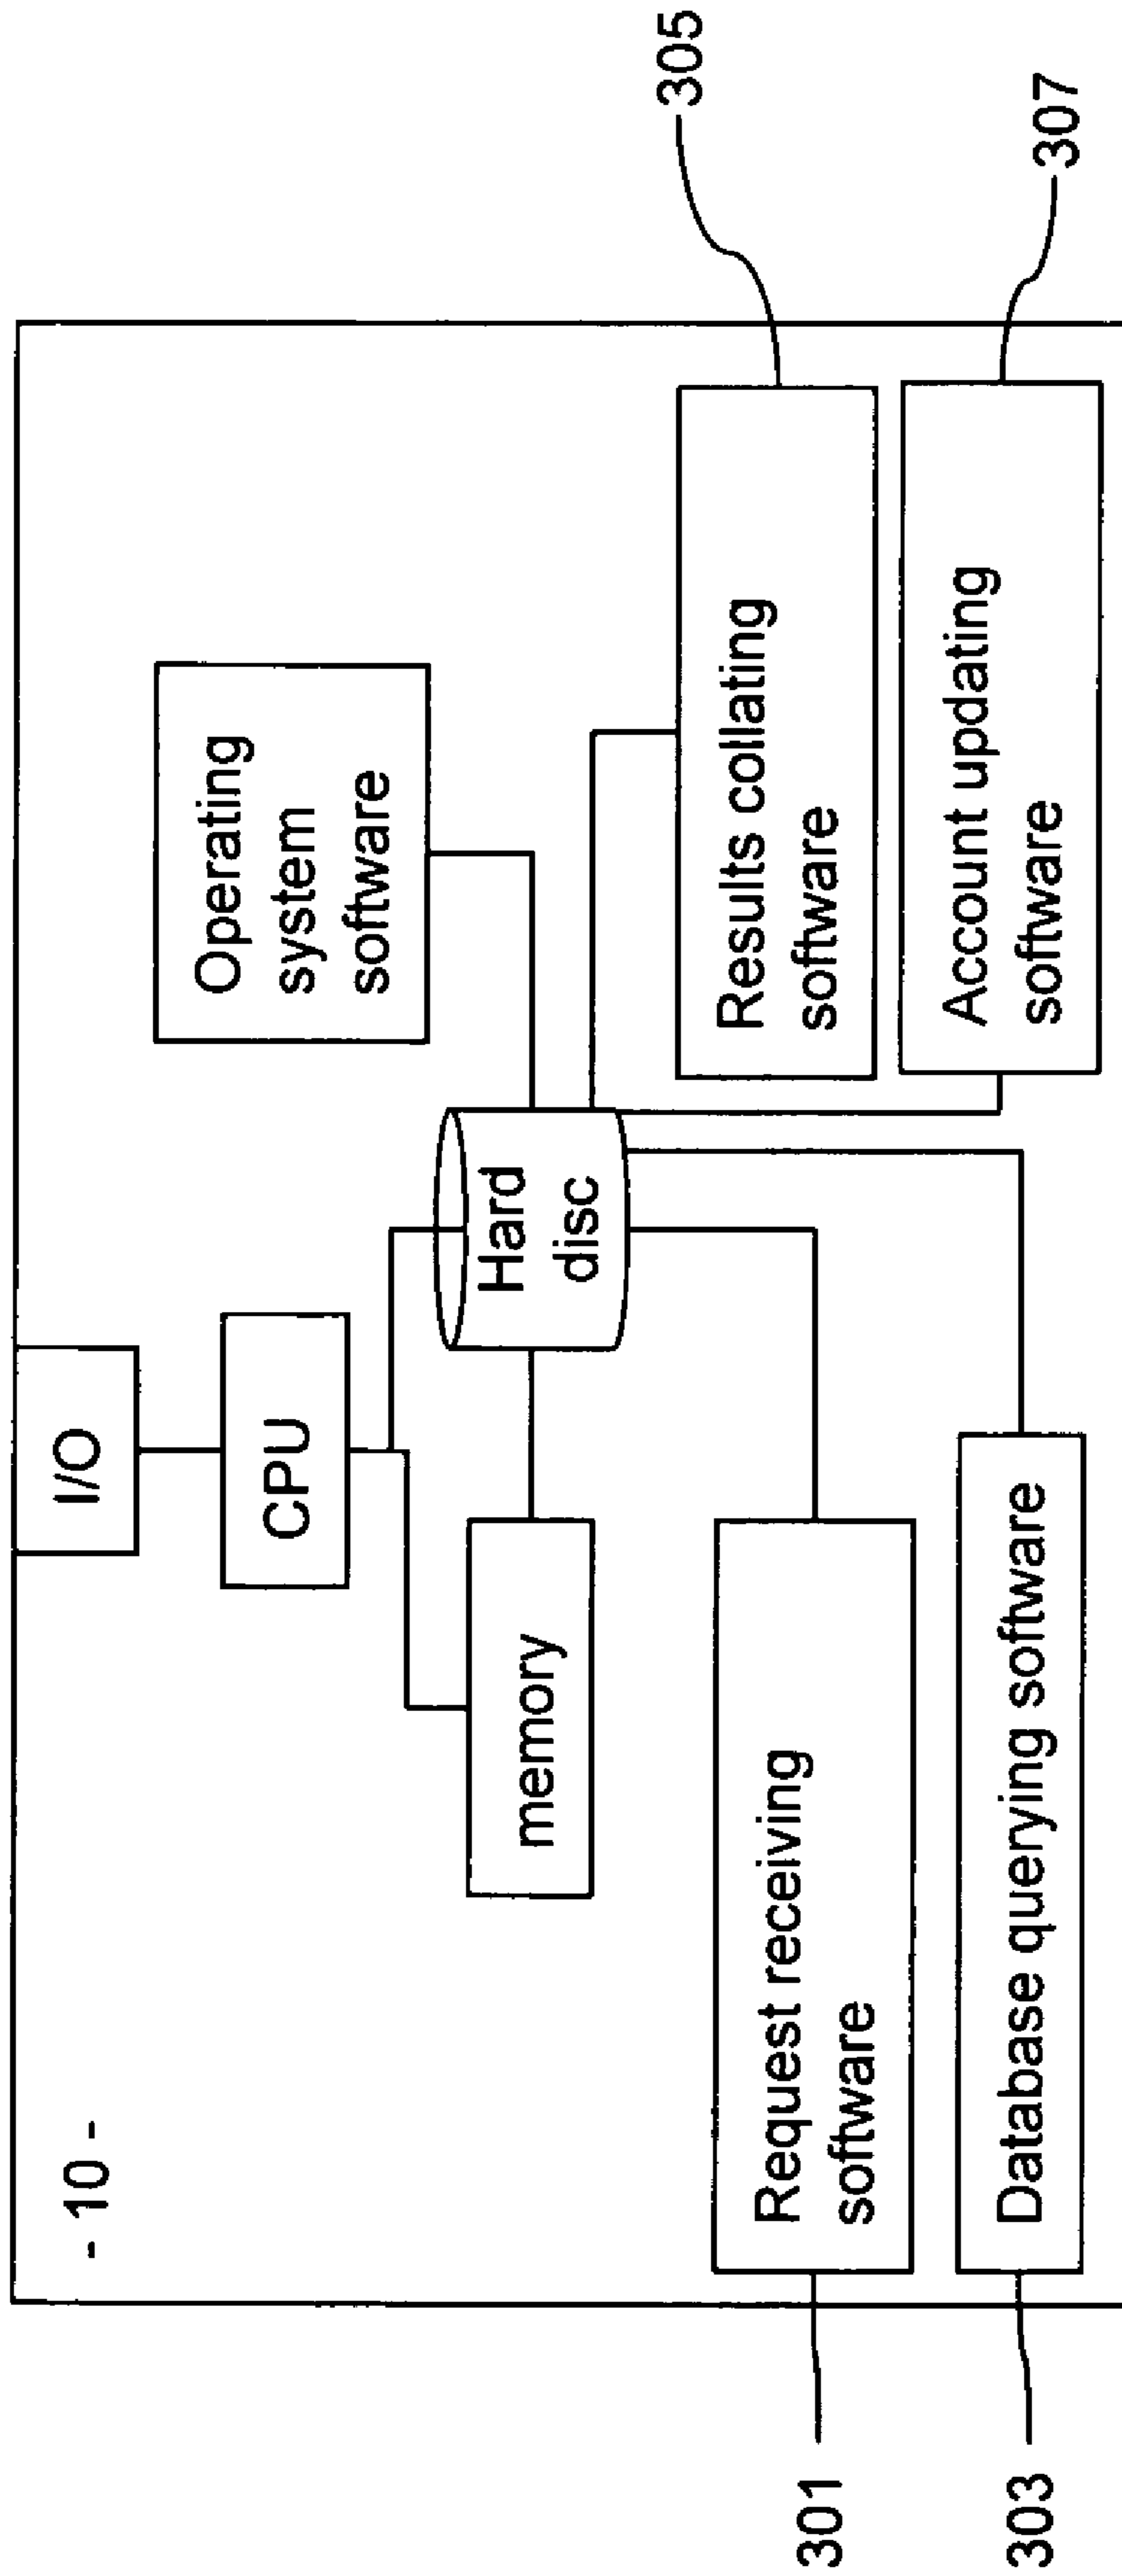 - 10 -
I/O
CPU
memory
Hard
disc
Operating
system
software
Request receiving
software
Database querying software
Results collating
software
Account updating
software
301
303
305
307